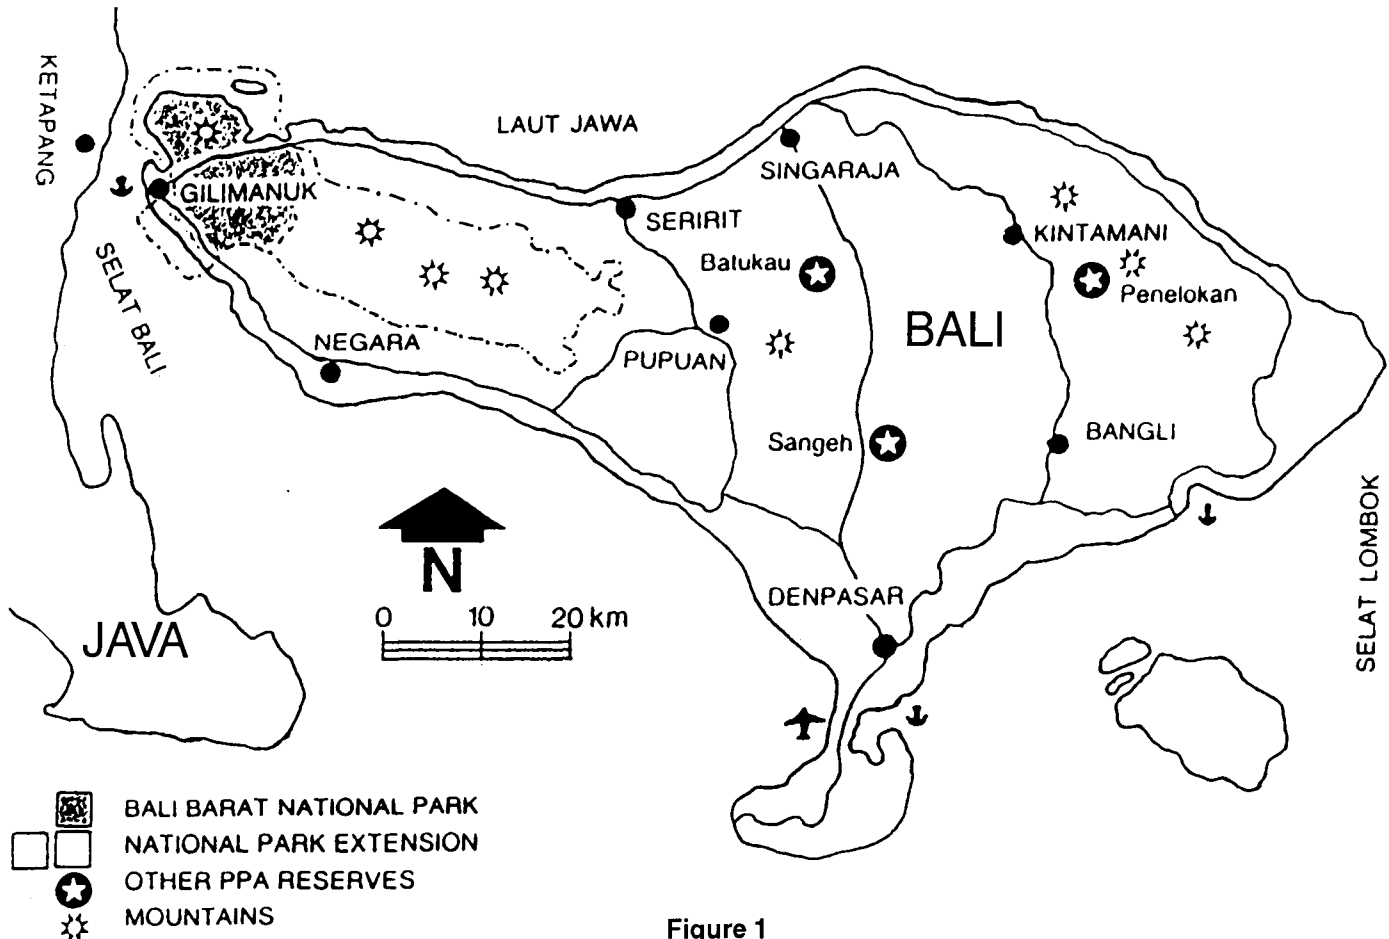 KETAPANG
LAUT JAWA
SINGARAJA
GILIMANUK
SERIRIT
KINTAMANI
Batukau
Penelokan
SELAT BALI
BALI
NEGARA
PUPUAN
Sangeh
BANGLI
N
SELAT LOMBOK
DENPASAR
0 10 20 km
JAVA
BALI BARAT NATIONAL PARK
NATIONAL PARK EXTENSION
OTHER PPA RESERVES
MOUNTAINS
Figure 1